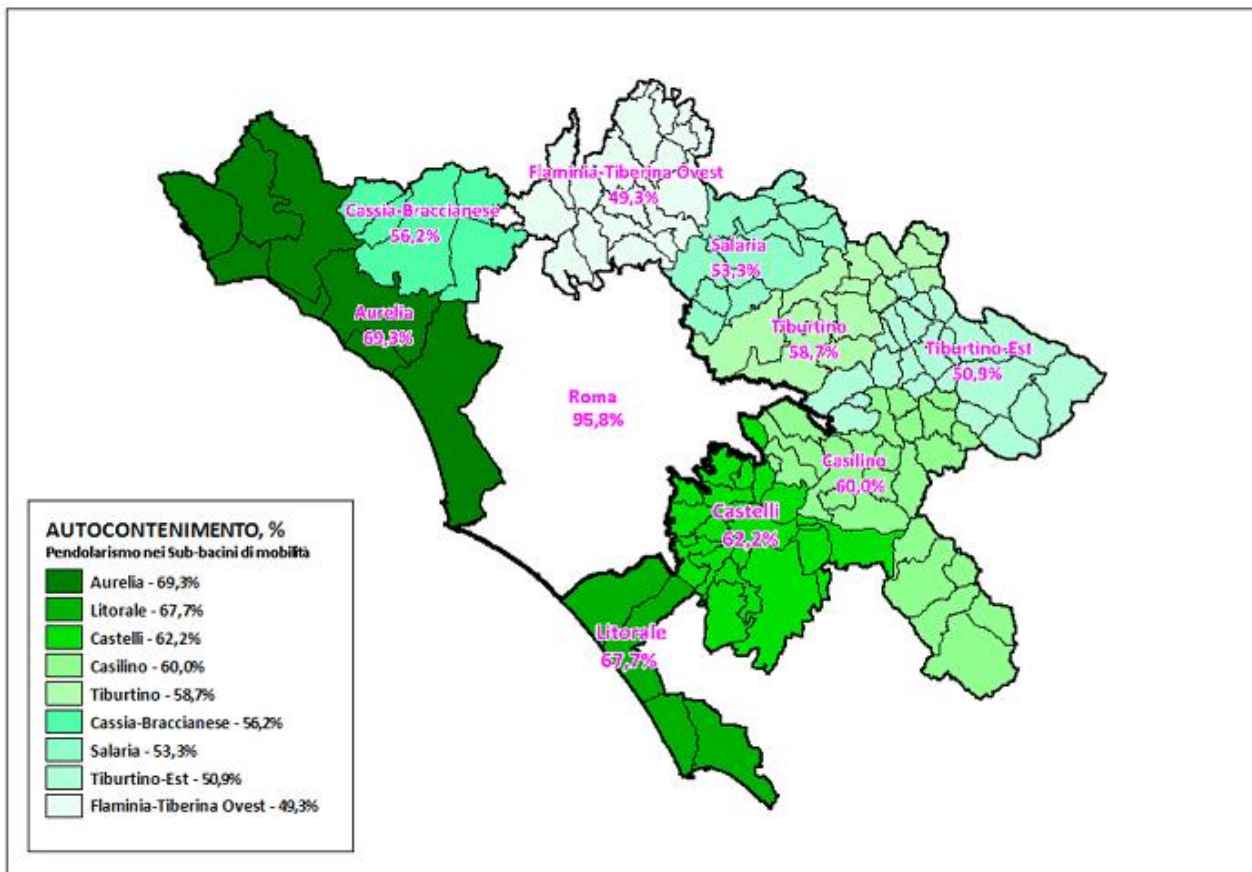 Flaminia-Tiberina Ovest
49,3%
Cassia-Braccianese
56,2%
Salaria
53,3%
Aurelia
69,3%
Tiburtino
58,7%
Tiburtino-Est
50,9%
Roma
95,8%
Casilino
60,0%
Castelli
62,2%
Litorale
67,7%
AUTOCONTENIMENTO, %
Pendolarismo nei Sub-bacini di mobilità
Aurelia - 69,3%
Litorale - 67,7%
Castelli - 62,2%
Casilino - 60,0%
Tiburtino - 58,7%
Cassia-Braccianese - 56,2%
Salaria - 53,3%
Tiburtino-Est - 50,9%
Flaminia-Tiberina Ovest - 49,3%